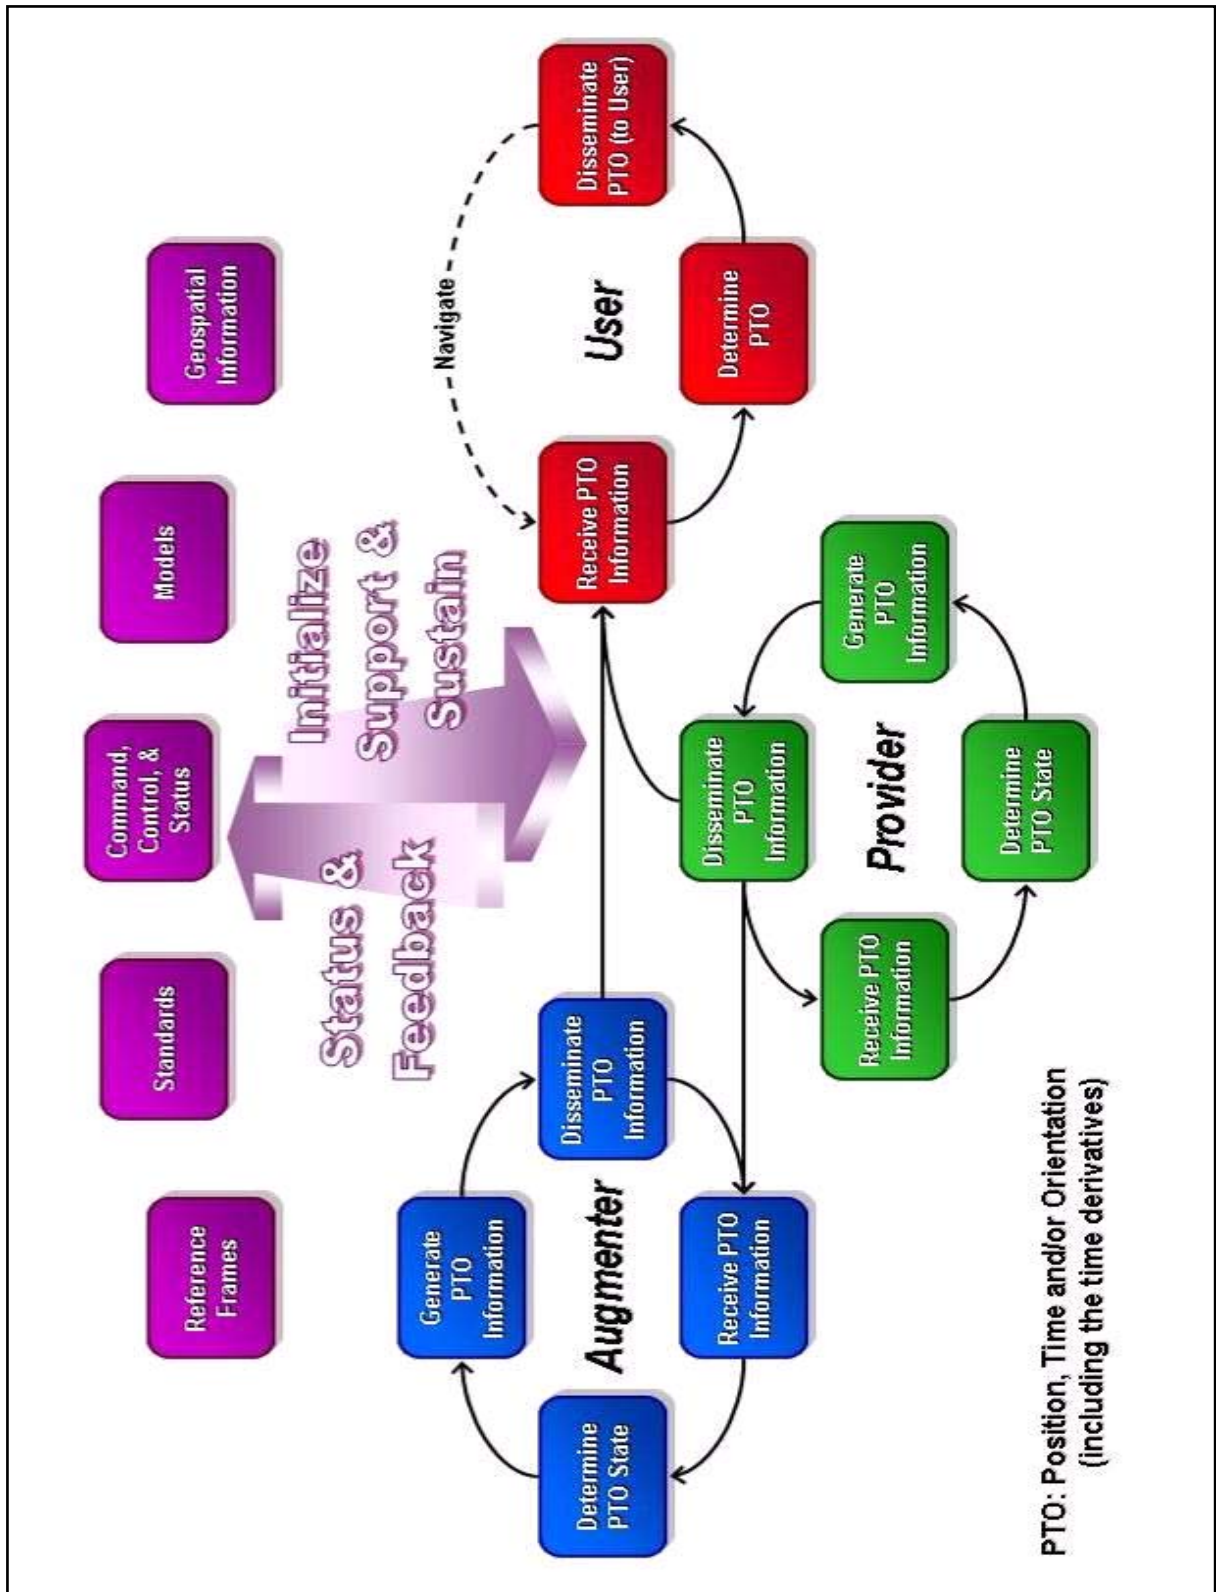 Reference
Frames
Standards
Command,
Control, &
Status
Models
Geospatial
Information
Status &
Feedback
Initialize
Support &
Sustain
Generate
PTO
Information
Determine
PTO State
Augmenter
Disseminate
PTO
Information
Receive PTO
Information
Navigate
Receive PTO
Information
User
Disseminate
PTO (to User)
Determine
PTO
Disseminate
PTO
Information
Receive PTO
Information
Provider
Generate
PTO
Information
Determine
PTO State
PTO: Position, Time and/or Orientation
(including the time derivatives)